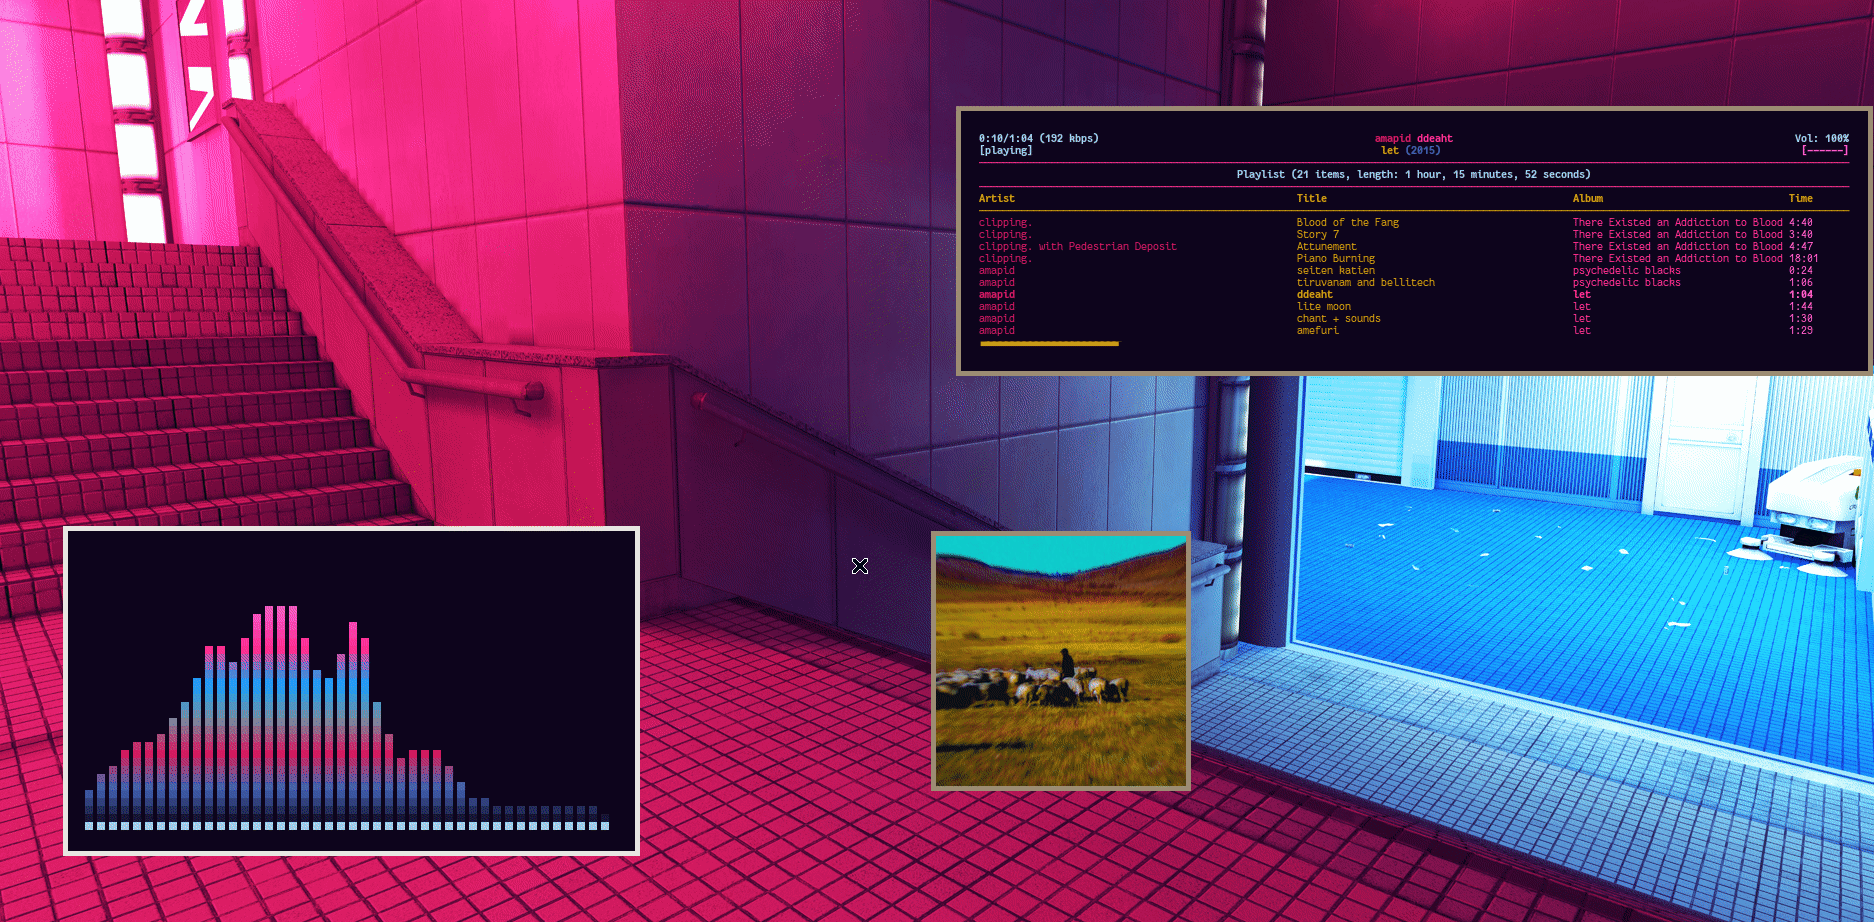 27
0:10/1:04 (192 kbps) amapid ddeaht Vol: 100%
[playing] let (2015) [------]
Playlist (21 items, length: 1 hour, 15 minutes, 52 seconds)
Artist Title Album Time
clipping. Blood of the Fang There Existed an Addiction to Blood 4:40
clipping. Story 7 There Existed an Addiction to Blood 3:40
clipping. with Pedestrian Deposit Attunement There Existed an Addiction to Blood 4:47
clipping. Piano Burning There Existed an Addiction to Blood 18:01
amapid seiten katien psychedelic blacks 0:24
amapid tiruvanam and bellitech psychedelic blacks 1:06
amapid ddeaht let 1:04
amapid lite moon let 1:44
amapid chant + sounds let 1:30
amapid amefuri let 1:29